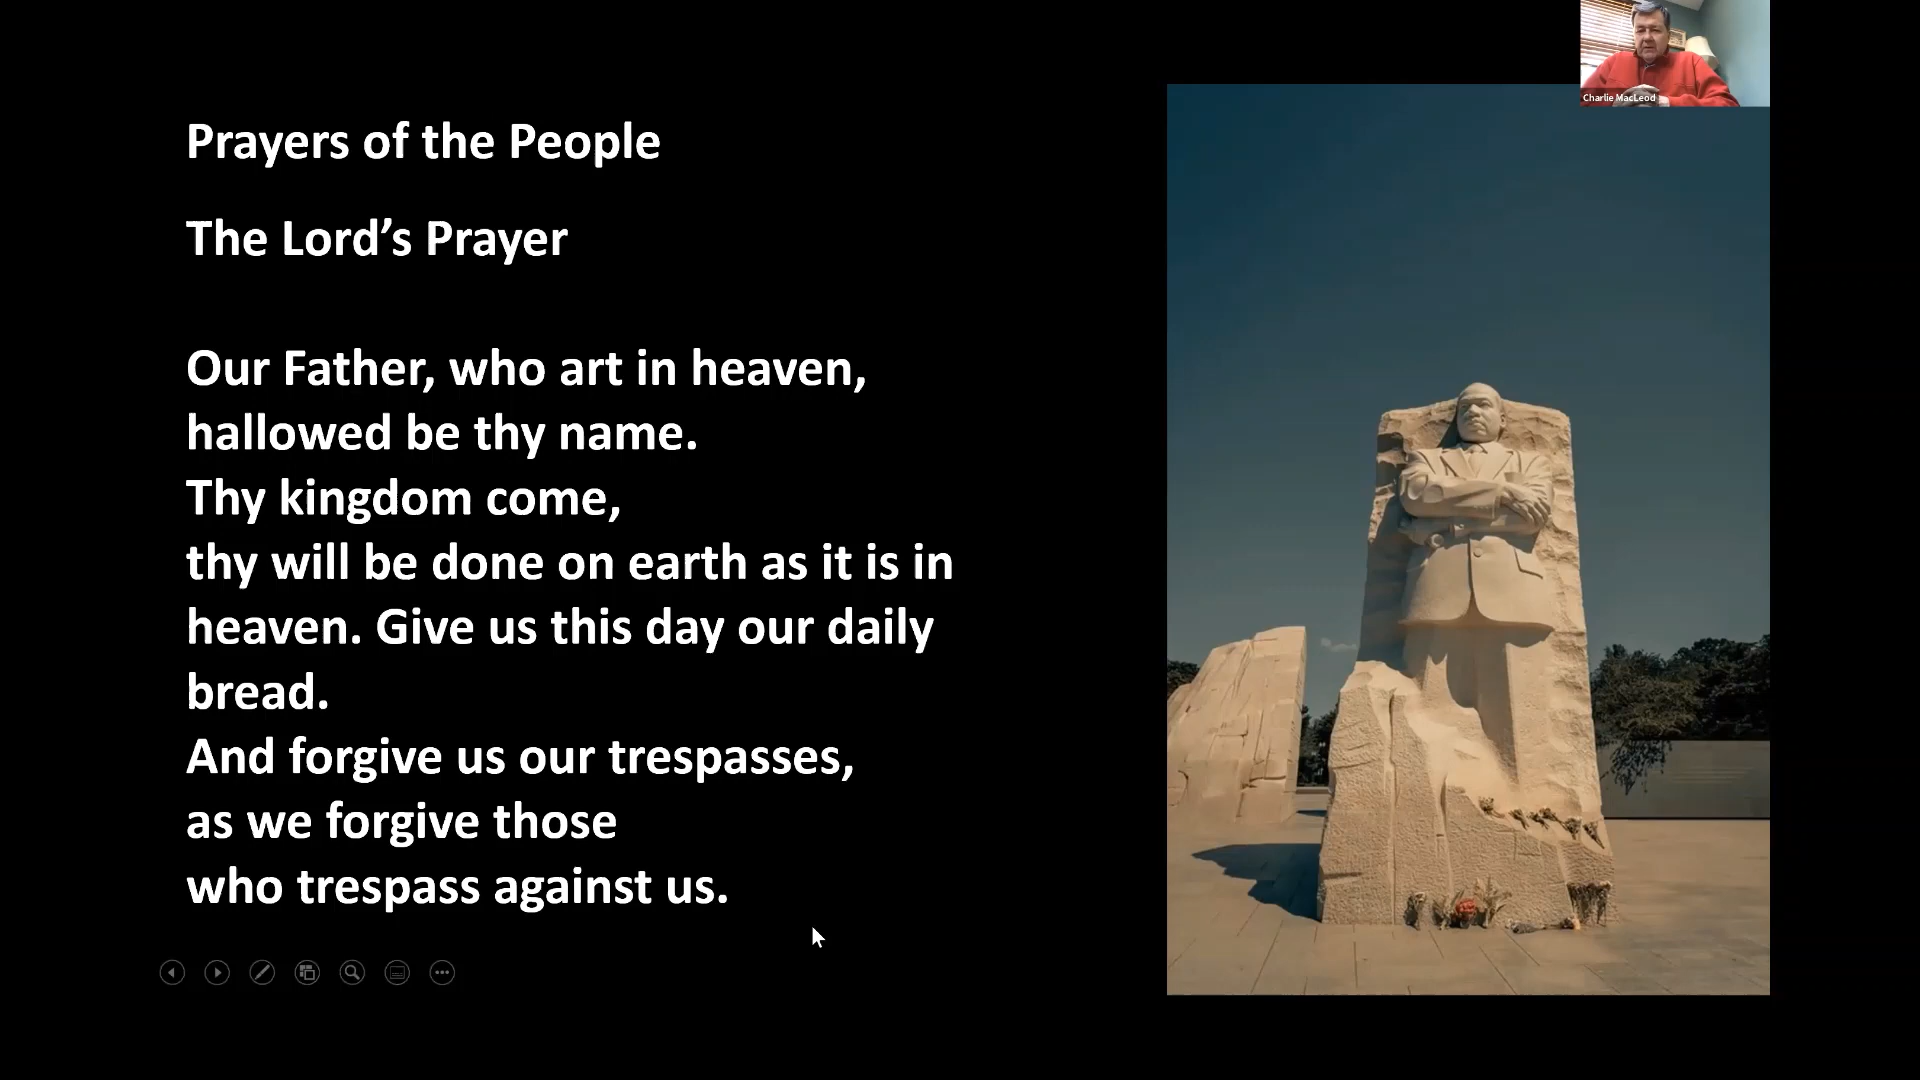 Charlie MacLeod
Prayers of the People
The Lord’s Prayer
Our Father, who art in heaven,
hallowed be thy name.
Thy kingdom come,
thy will be done on earth as it is in
heaven. Give us this day our daily
bread.
And forgive us our trespasses,
as we forgive those
who trespass against us.